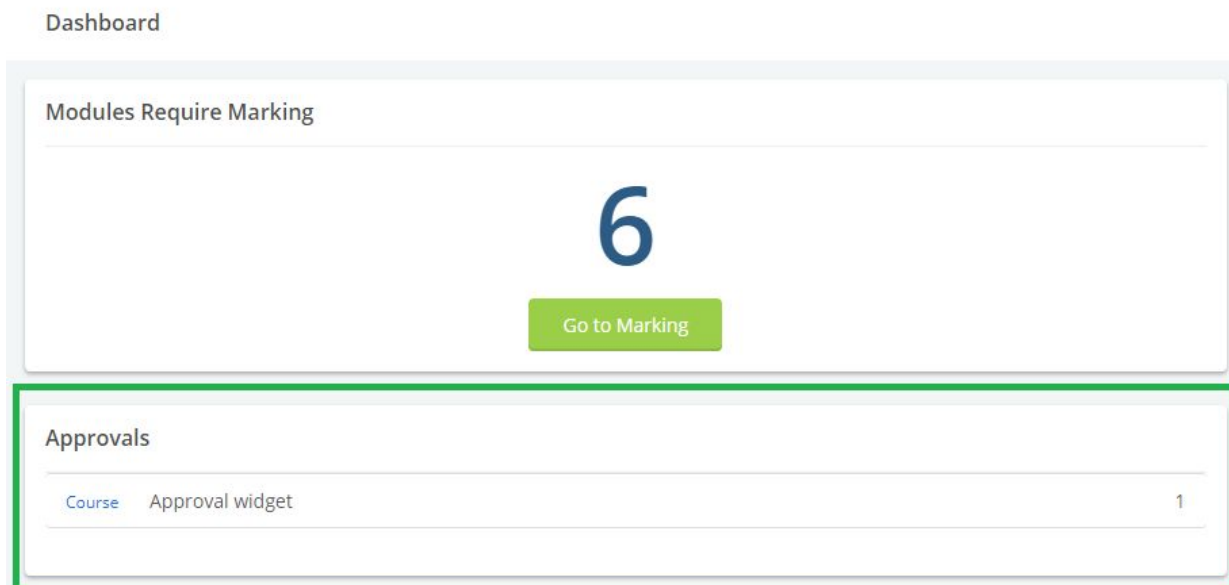 Dashboard
Modules Require Marking
6
Go to Marking
Approvals
Course Approval widget 1